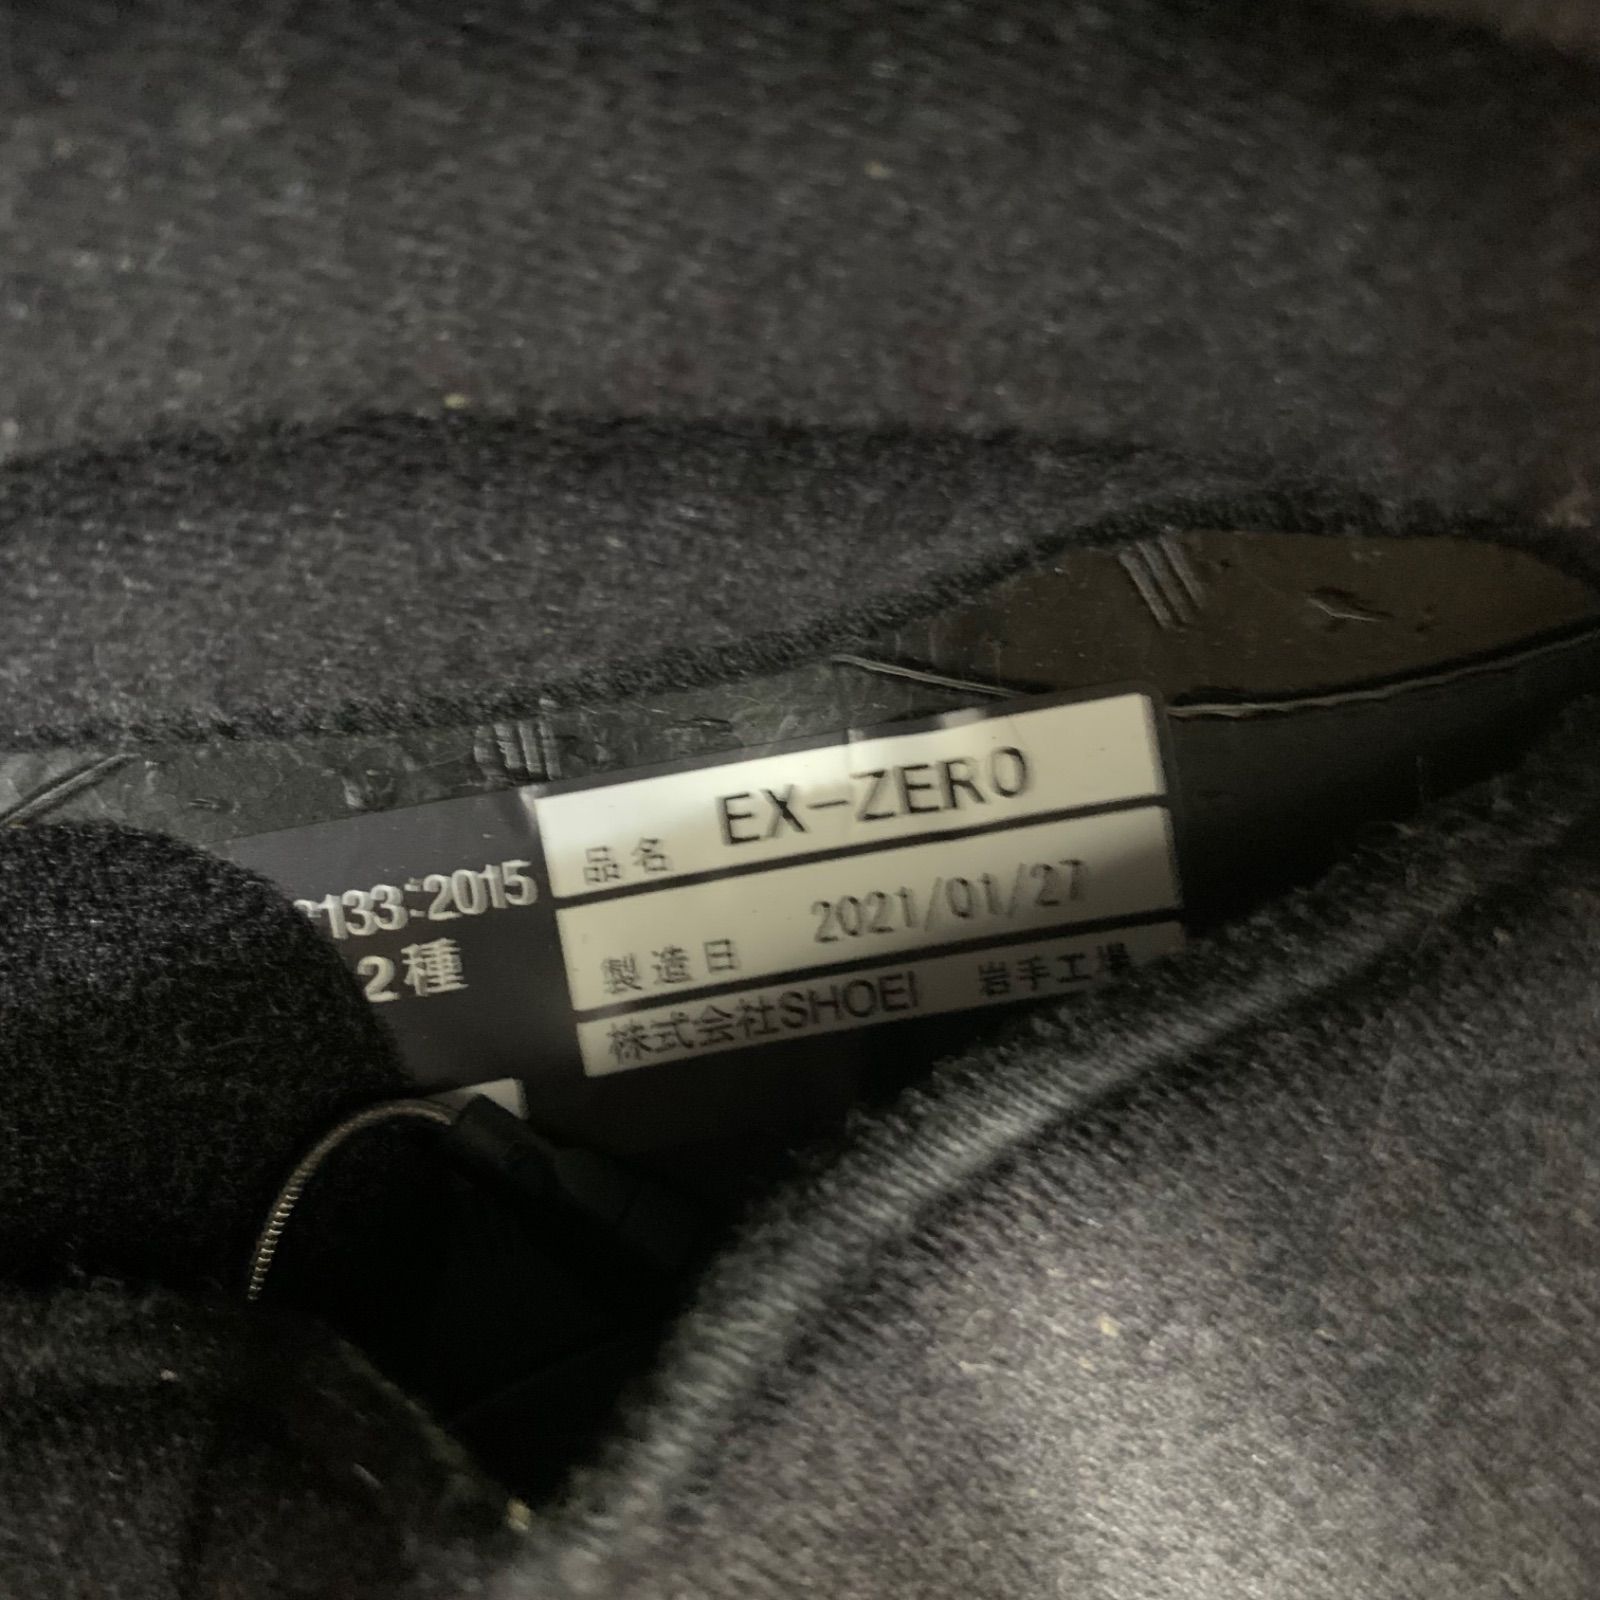 品名 EX-ZERO
製造日 2021/01/27
株式会社SHOEI 岩手工場
133:2015
2種